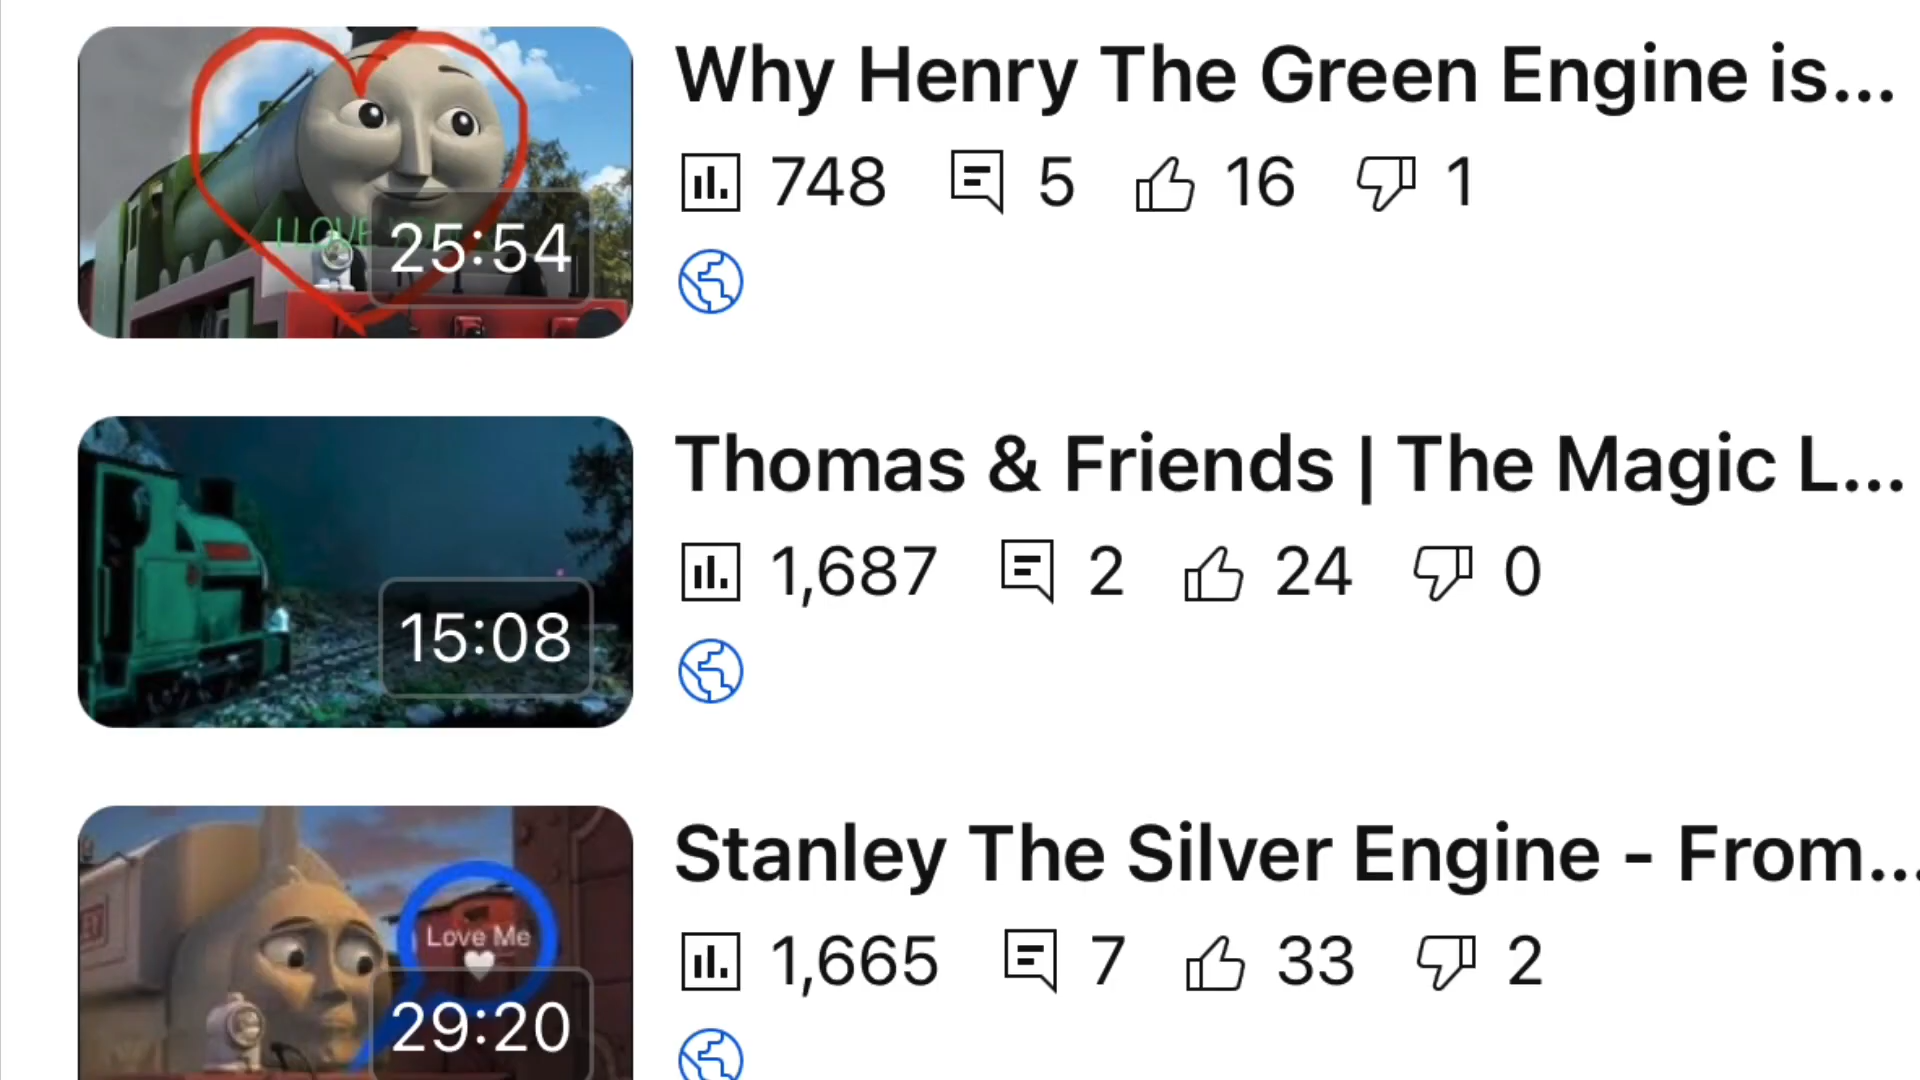 Why Henry The Green Engine is...
748 5 16 1
I LOVE
25:54
Thomas & Friends | The Magic L...
1,687 2 24 0
15:08
Stanley The Silver Engine - From...
1,665 7 33 2
Love Me
29:20